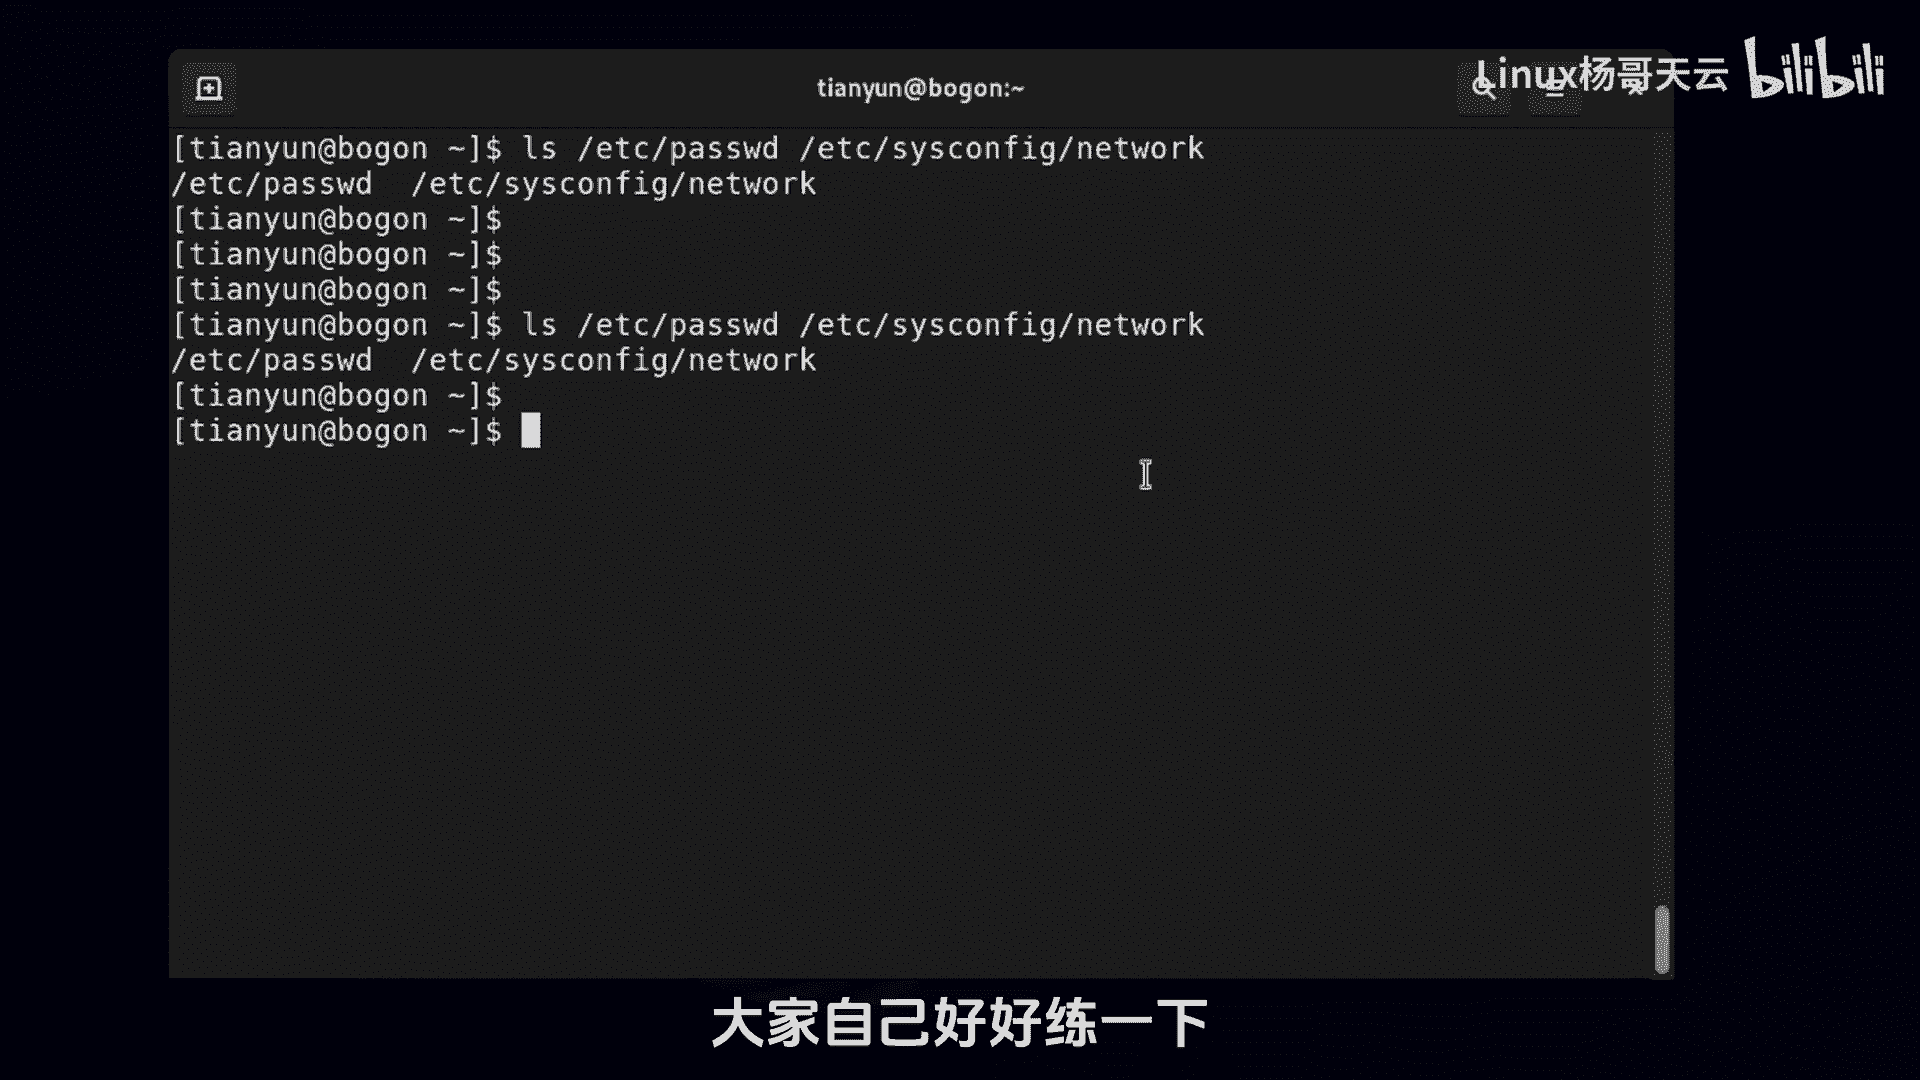 Linux杨哥天云 bilibili
tianyun@bogon:~
[tianyun@bogon ~]$ ls /etc/passwd /etc/sysconfig/network
/etc/passwd  /etc/sysconfig/network
[tianyun@bogon ~]$
[tianyun@bogon ~]$
[tianyun@bogon ~]$
[tianyun@bogon ~]$ ls /etc/passwd /etc/sysconfig/network
/etc/passwd  /etc/sysconfig/network
[tianyun@bogon ~]$
[tianyun@bogon ~]$
大家自己好好练一下